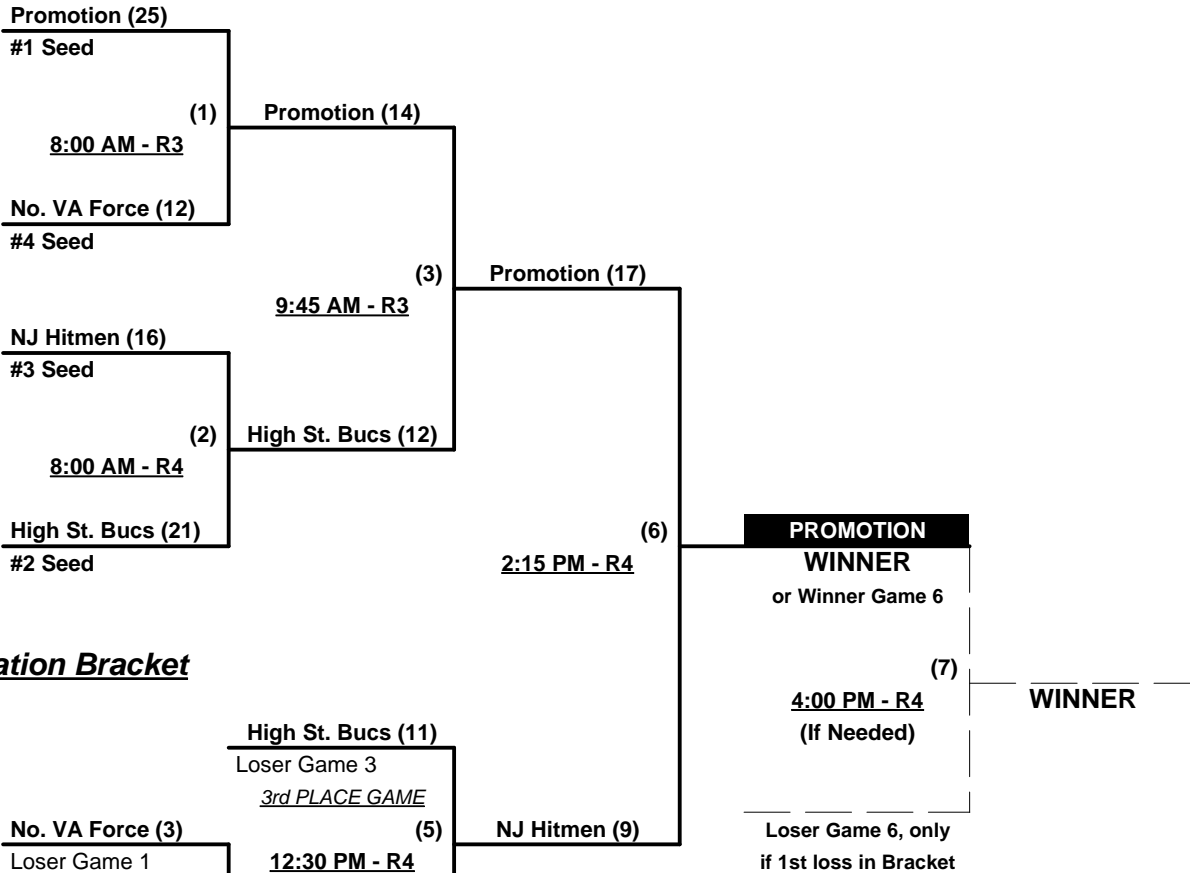 Promotion (25)
#1 Seed
(1)
Promotion (14)
8:00 AM - R3
No. VA Force (12)
#4 Seed
(3)
Promotion (17)
9:45 AM - R3
NJ Hitmen (16)
#3 Seed
(2)
High St. Bucs (12)
8:00 AM - R4
High St. Bucs (21)
#2 Seed
(6)
2:15 PM - R4
PROMOTION
WINNER
or Winner Game 6
ation Bracket
(7)
4:00 PM - R4
(If Needed)
WINNER
High St. Bucs (11)
Loser Game 3
3rd PLACE GAME
No. VA Force (3)
Loser Game 1
(5)
12:30 PM - R4
NJ Hitmen (9)
Loser Game 6, only
if 1st loss in Bracket